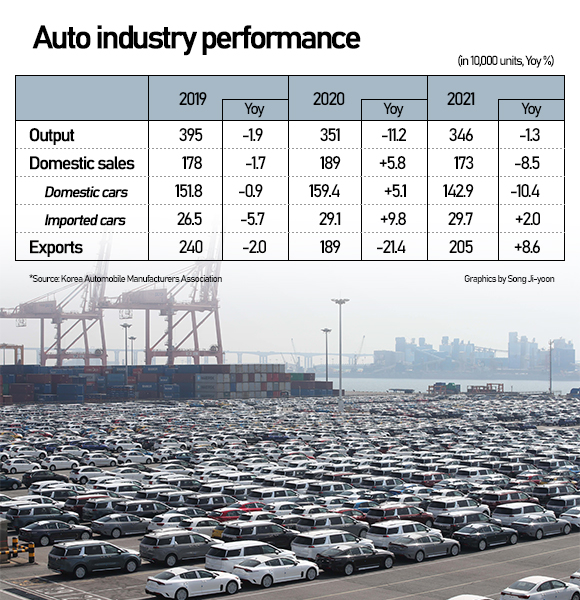 Auto industry performance
(in 10,000 units, Yoy %)
2019 Yoy 2020 Yoy 2021 Yoy
Output 395 -1.9 351 -11.2 346 -1.3
Domestic sales 178 -1.7 189 +5.8 173 -8.5
Domestic cars 151.8 -0.9 159.4 +5.1 142.9 -10.4
Imported cars 26.5 -5.7 29.1 +9.8 29.7 +2.0
Exports 240 -2.0 189 -21.4 205 +8.6
*Source: Korea Automobile Manufacturers Association Graphics by Song Ji-yoon